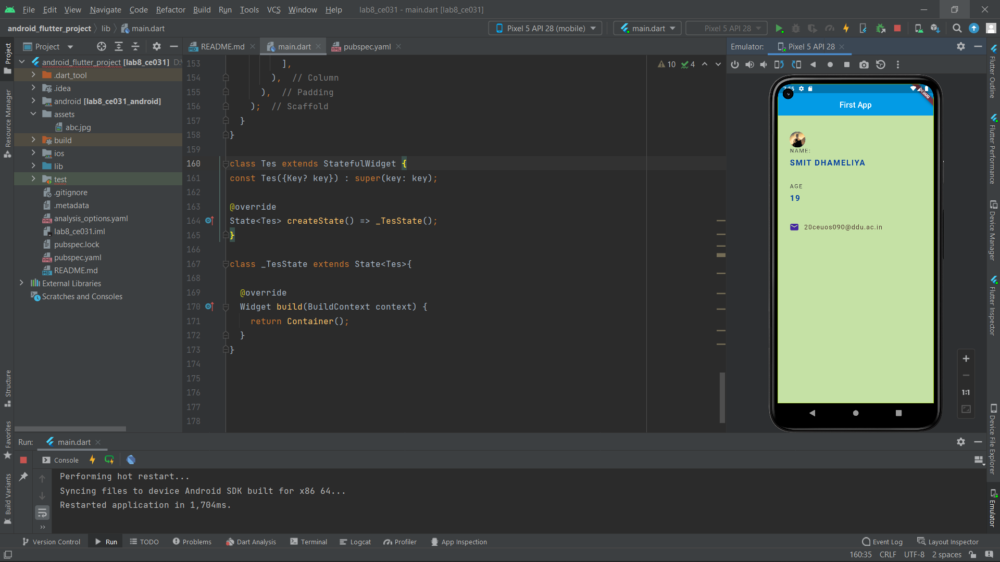 File Edit View Navigate Code Refactor Build Run Tools VCS Window Help lab8_ce031 - main.dart [lab8_ce031]
android_flutter_project lib main.dart Pixel 5 API 28 (mobile) main.dart Pixel 5 API 28
Project README.md main.dart pubspec.yaml Emulator: Pixel 5 API 28
android_flutter_project [lab8_ce031] D:\
.dart_tool
.idea
android [lab8_ce031_android]
assets
abc.jpg
build
ios
lib
test
.gitignore
.metadata
analysis_options.yaml
lab8_ce031.iml
pubspec.lock
pubspec.yaml
README.md
External Libraries
Scratches and Consoles
10 4
153 ],
154 ), // Column
155 ), // Padding
156 ); // Scaffold
157 }
158 }
159
160 class Tes extends StatefulWidget {
161 const Tes({Key? key}) : super(key: key);
162
163 @override
164 State<Tes> createState() => _TesState();
165 }
166
167 class _TesState extends State<Tes>{
168
169 @override
170 Widget build(BuildContext context) {
171 return Container();
172 }
173 }
174
175
176
177
178
7:55
DEBUG
First App
NAME:
SMIT DHAMELIYA
AGE
19
20ceuos090@ddu.ac.in
1:1
Project
Resource Manager
Structure
Favorites
Build Variants
Flutter Outline
Flutter Performance
Device Manager
Flutter Inspector
Device File Explorer
Emulator
Run: main.dart
Console
Performing hot restart...
Syncing files to device Android SDK built for x86 64...
Restarted application in 1,704ms.
Version Control Run TODO Problems Dart Analysis Terminal Logcat Profiler App Inspection Event Log Layout Inspector
160:35 CRLF UTF-8 2 spaces